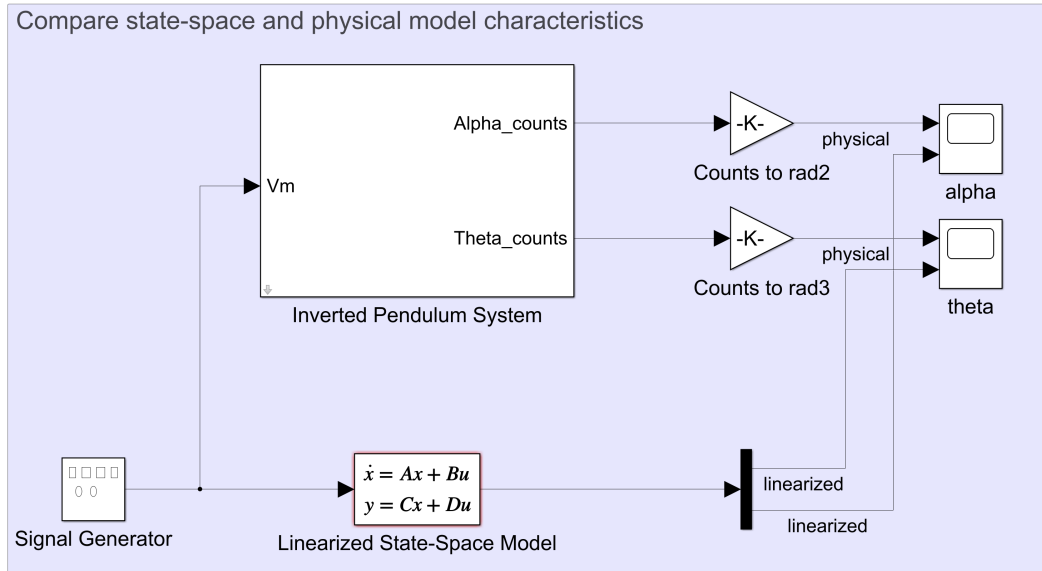 Compare state-space and physical model characteristics
Alpha_counts
-K-
physical
Counts to rad2
alpha
Vm
Theta_counts
-K-
physical
Counts to rad3
theta
Inverted Pendulum System
ẋ = Ax + Bu
y = Cx + Du
linearized
linearized
Signal Generator
Linearized State-Space Model